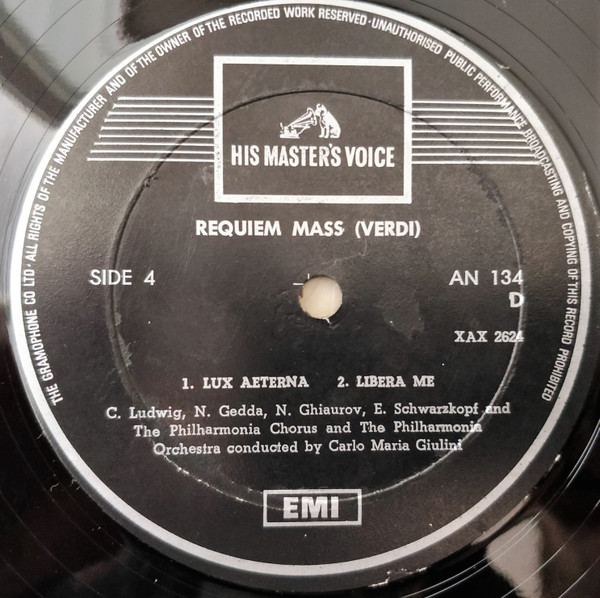 THE GRAMOPHONE CO LTD · ALL RIGHTS OF THE MANUFACTURER AND OF THE OWNER OF THE RECORDED WORK RESERVED · UNAUTHORISED PUBLIC PERFORMANCE BROADCASTING AND COPYING OF THIS RECORD PROHIBITED
HIS MASTER'S VOICE
REQUIEM MASS (VERDI)
SIDE 4 AN 134
D
XAX 2624
1. LUX AETERNA 2. LIBERA ME
C. Ludwig, N. Gedda, N. Ghiaurov, E. Schwarzkopf and
The Philharmonia Chorus and The Philharmonia
Orchestra conducted by Carlo Maria Giulini
EMI